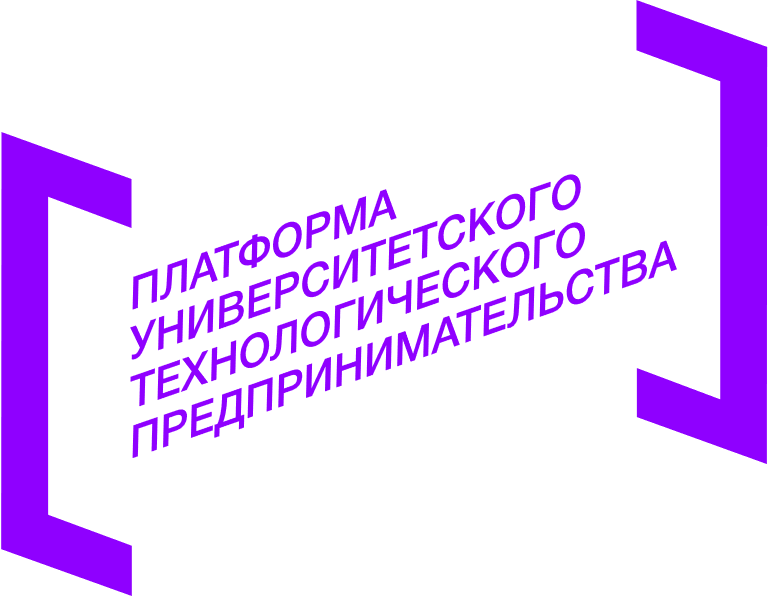 ПЛАТФОРМА
УНИВЕРСИТЕТСКОГО
ТЕХНОЛОГИЧЕСКОГО
ПРЕДПРИНИМАТЕЛЬСТВА